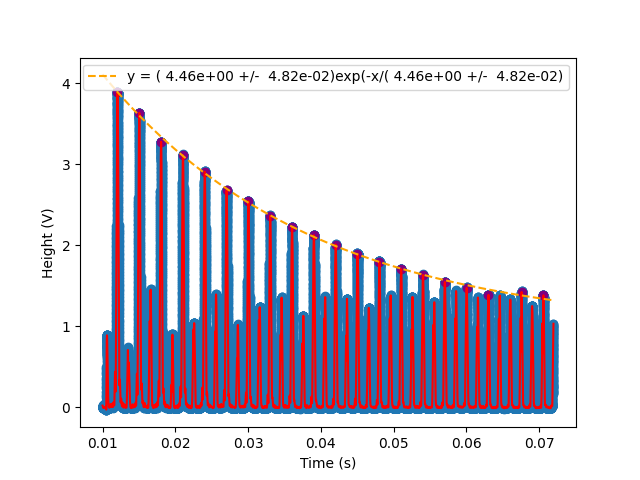 y = ( 4.46e+00 +/-  4.82e-02)exp(-x/( 4.46e+00 +/-  4.82e-02)
4
3
2
1
0
Height (V)
0.01 0.02 0.03 0.04 0.05 0.06 0.07
Time (s)